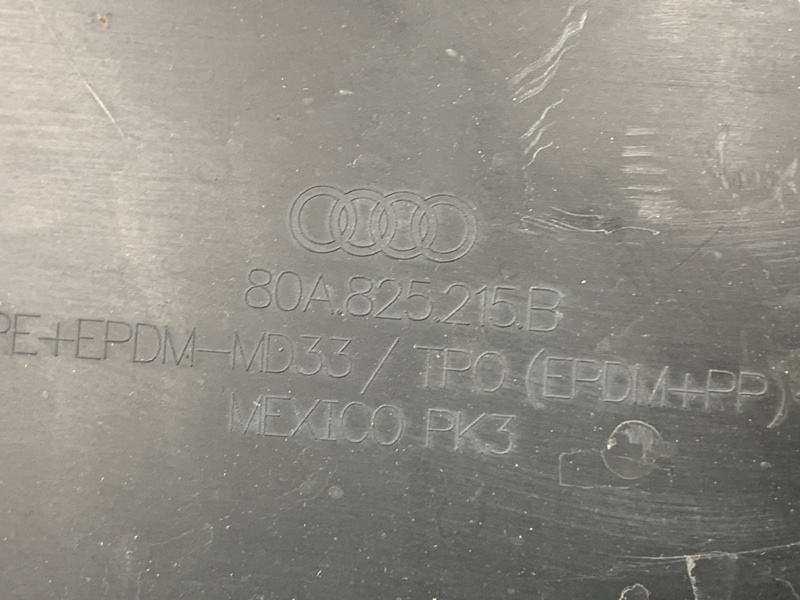 80A.825.215.B
PE+EPDM-MD33 / TPO (EPDM+PP)
MEXICO PK3